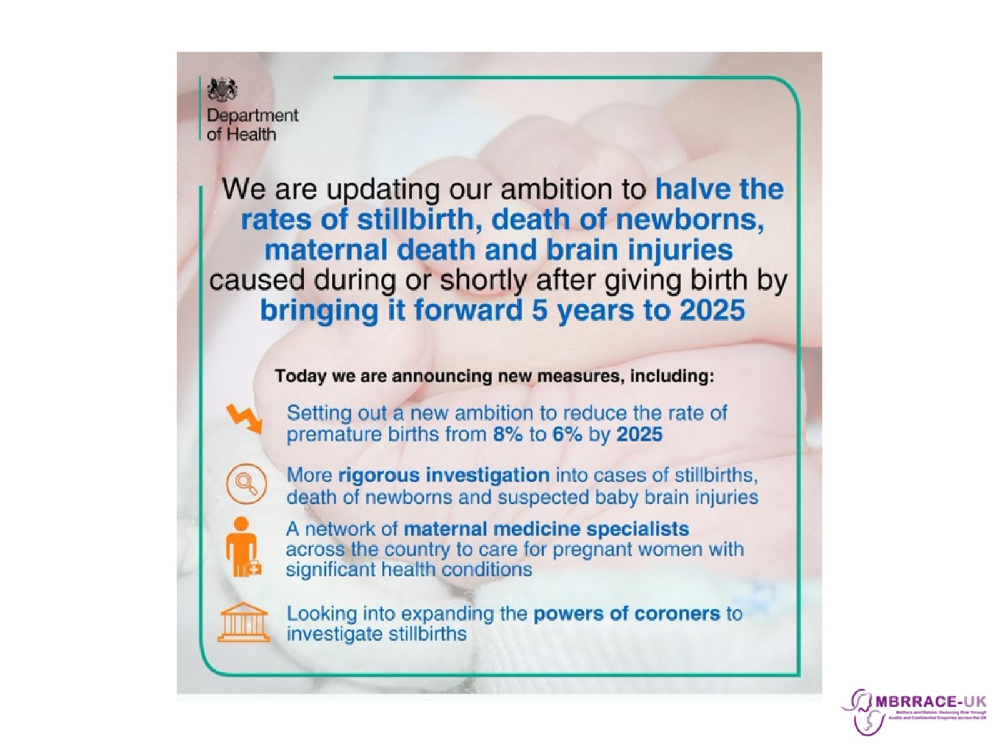 Department
of Health
We are updating our ambition to halve the
rates of stillbirth, death of newborns,
maternal death and brain injuries
caused during or shortly after giving birth by
bringing it forward 5 years to 2025
Today we are announcing new measures, including:
Setting out a new ambition to reduce the rate of
premature births from 8% to 6% by 2025
More rigorous investigation into cases of stillbirths,
death of newborns and suspected baby brain injuries
A network of maternal medicine specialists
across the country to care for pregnant women with
significant health conditions
Looking into expanding the powers of coroners to
investigate stillbirths
MBRRACE-UK
Mothers and Babies: Reducing Risk through
Audits and Confidential Enquiries across the UK